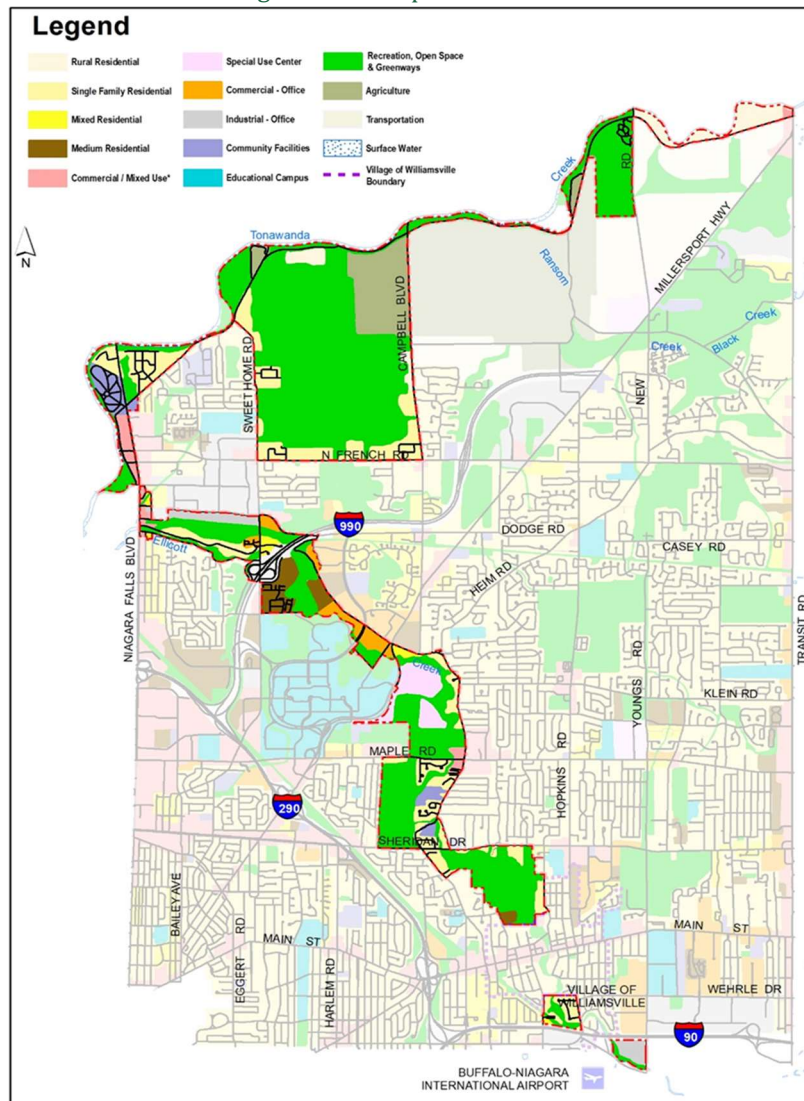 Legend
Rural Residential
Single Family Residential
Mixed Residential
Medium Residential
Commercial / Mixed Use*
Special Use Center
Commercial - Office
Industrial - Office
Community Facilities
Educational Campus
Recreation, Open Space
& Greenways
Agriculture
Transportation
Surface Water
Village of Williamsville
Boundary
N
Creek
RD
Tonawanda
Ransom
MILLERSPORT HWY
CAMPBELL BLVD
Creek
Black
Creek
SWEET HOME RD
NEW
N FRENCH RD
990
DODGE RD
CASEY RD
Ellicott
HEIM RD
NIAGARA FALLS BLVD
TRANSIT RD
Creek
YOUNGS RD
KLEIN RD
MAPLE RD
HOPKINS RD
290
SHERIDAN DR
BAILEY AVE
EGGERT RD
MAIN ST
HARLEM RD
MAIN ST
WEHRLE DR
VILLAGE OF
WILLIAMSVILLE
90
BUFFALO-NIAGARA
INTERNATIONAL AIRPORT